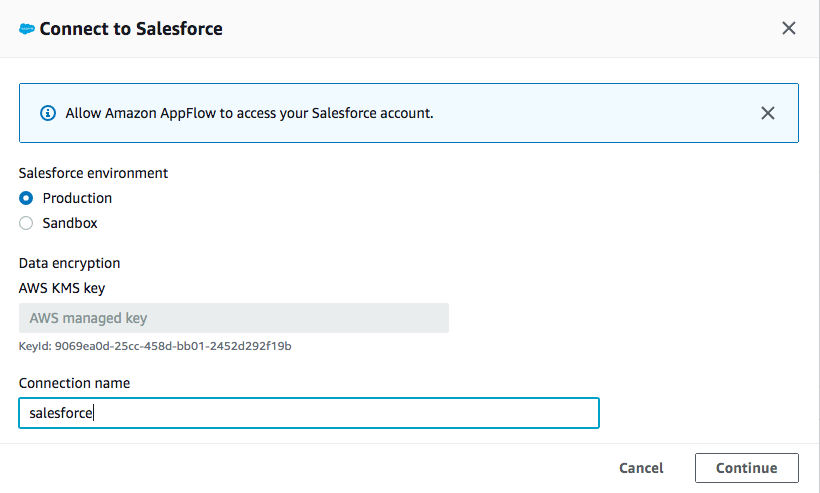 Connect to Salesforce
Allow Amazon AppFlow to access your Salesforce account.
Salesforce environment
Production
Sandbox
Data encryption
AWS KMS key
AWS managed key
KeyId: 9069ea0d-25cc-458d-bb01-2452d292f19b
Connection name
salesforce
Cancel
Continue